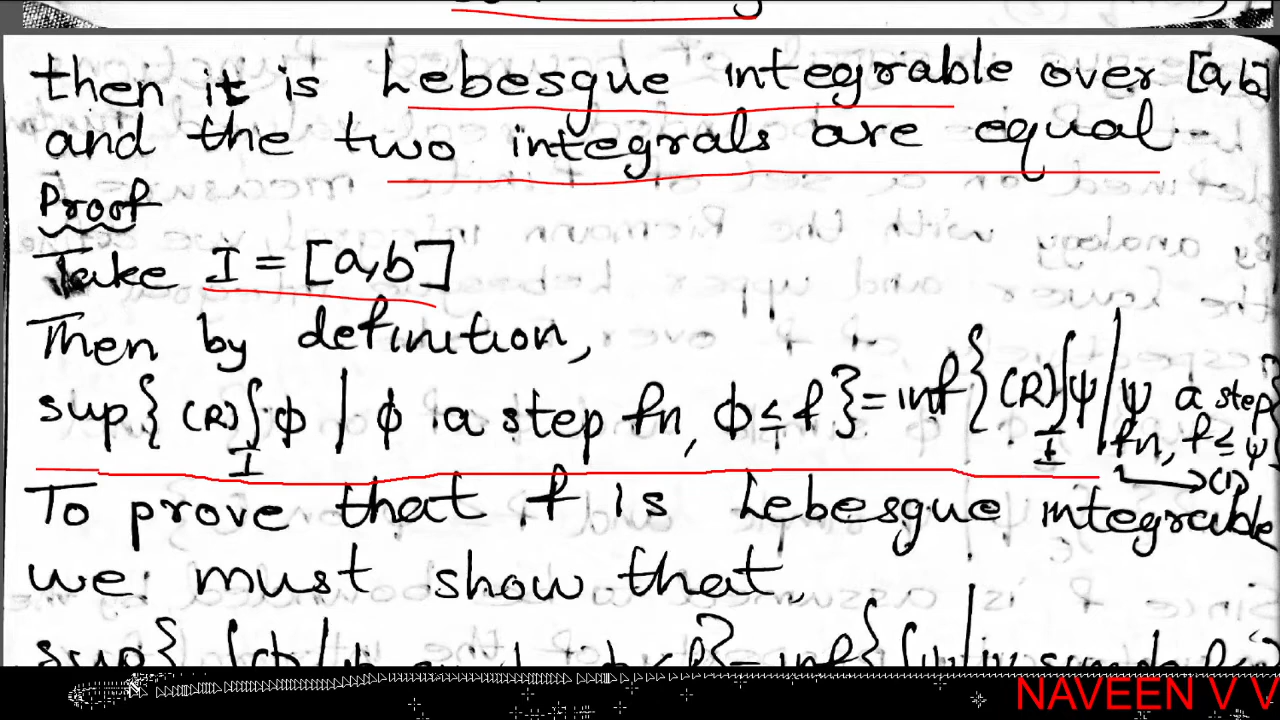 then it is Lebesgue integrable over [a,b]
and the two integrals are equal.
Proof
Take I = [a,b]
Then by definition,
sup{ (R)∫_I ϕ | ϕ a step fn, ϕ ≤ f } = inf { (R)∫_I ψ | ψ a step fn, f ≤ ψ } → (1)
To prove that f is Lebesgue integrable
we must show that
NAVEEN V V